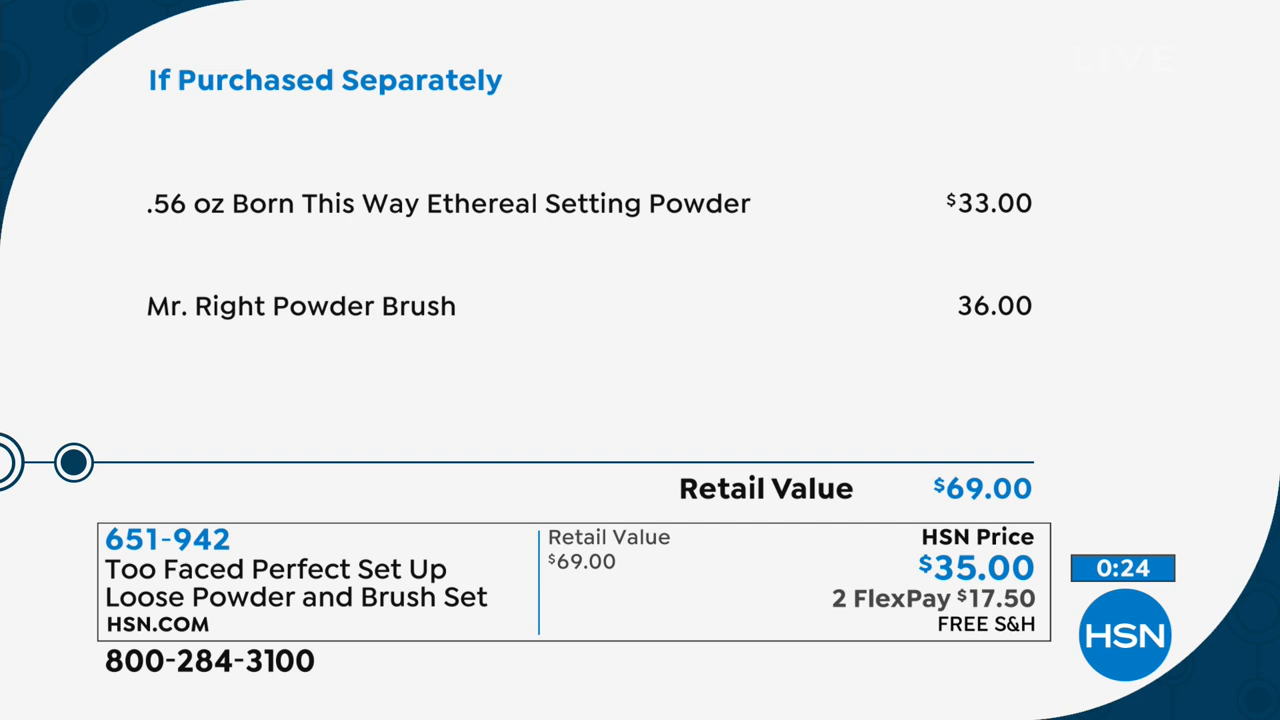 LIVE
If Purchased Separately
.56 oz Born This Way Ethereal Setting Powder $33.00
Mr. Right Powder Brush 36.00
Retail Value $69.00
651-942
Too Faced Perfect Set Up
Loose Powder and Brush Set
HSN.COM
Retail Value
$69.00
HSN Price
$35.00
2 FlexPay $17.50
FREE S&H
0:24
HSN
800-284-3100